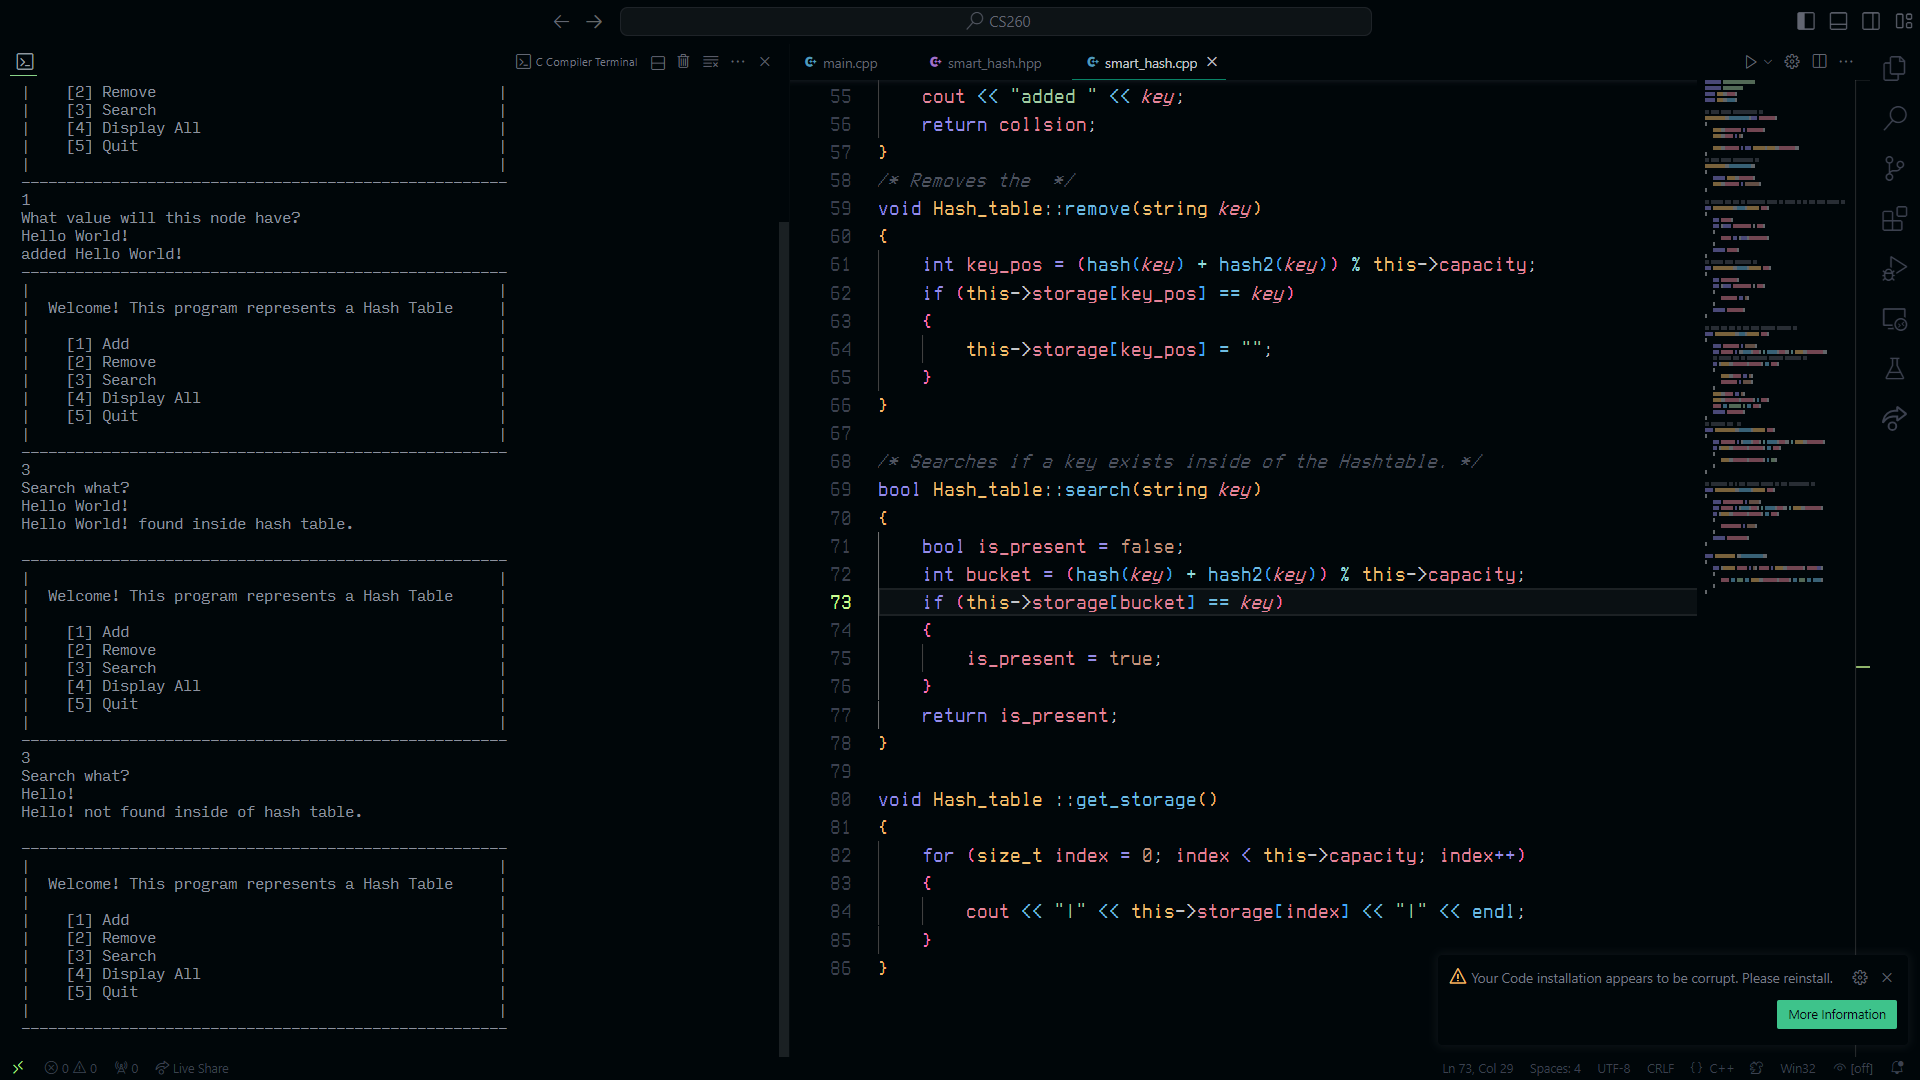 CS260
C Compiler Terminal
|    [2] Remove    |
|    [3] Search    |
|    [4] Display All    |
|    [5] Quit    |
|    |
------------------------------------------------------
1
What value will this node have?
Hello World!
added Hello World!
------------------------------------------------------
|    |
|  Welcome! This program represents a Hash Table    |
|    |
|    [1] Add    |
|    [2] Remove    |
|    [3] Search    |
|    [4] Display All    |
|    [5] Quit    |
|    |
------------------------------------------------------
3
Search what?
Hello World!
Hello World! found inside hash table.
------------------------------------------------------
|    |
|  Welcome! This program represents a Hash Table    |
|    |
|    [1] Add    |
|    [2] Remove    |
|    [3] Search    |
|    [4] Display All    |
|    [5] Quit    |
|    |
------------------------------------------------------
3
Search what?
Hello!
Hello! not found inside of hash table.
------------------------------------------------------
|    |
|  Welcome! This program represents a Hash Table    |
|    |
|    [1] Add    |
|    [2] Remove    |
|    [3] Search    |
|    [4] Display All    |
|    [5] Quit    |
|    |
------------------------------------------------------
main.cpp
smart_hash.hpp
smart_hash.cpp
55    cout << "added " << key;
56    return collsion;
57 }
58 /* Removes the  */
59 void Hash_table::remove(string key)
60 {
61    int key_pos = (hash(key) + hash2(key)) % this->capacity;
62    if (this->storage[key_pos] == key)
63    {
64        this->storage[key_pos] = "";
65    }
66 }
67
68 /* Searches if a key exists inside of the Hashtable. */
69 bool Hash_table::search(string key)
70 {
71    bool is_present = false;
72    int bucket = (hash(key) + hash2(key)) % this->capacity;
73    if (this->storage[bucket] == key)
74    {
75        is_present = true;
76    }
77    return is_present;
78 }
79
80 void Hash_table ::get_storage()
81 {
82    for (size_t index = 0; index < this->capacity; index++)
83    {
84        cout << "|" << this->storage[index] << "|" << endl;
85    }
86 }
Your Code installation appears to be corrupt. Please reinstall.
More Information
0 0 0 Live Share
Ln 73, Col 29 Spaces: 4 UTF-8 CRLF {} C++ Win32 [off]